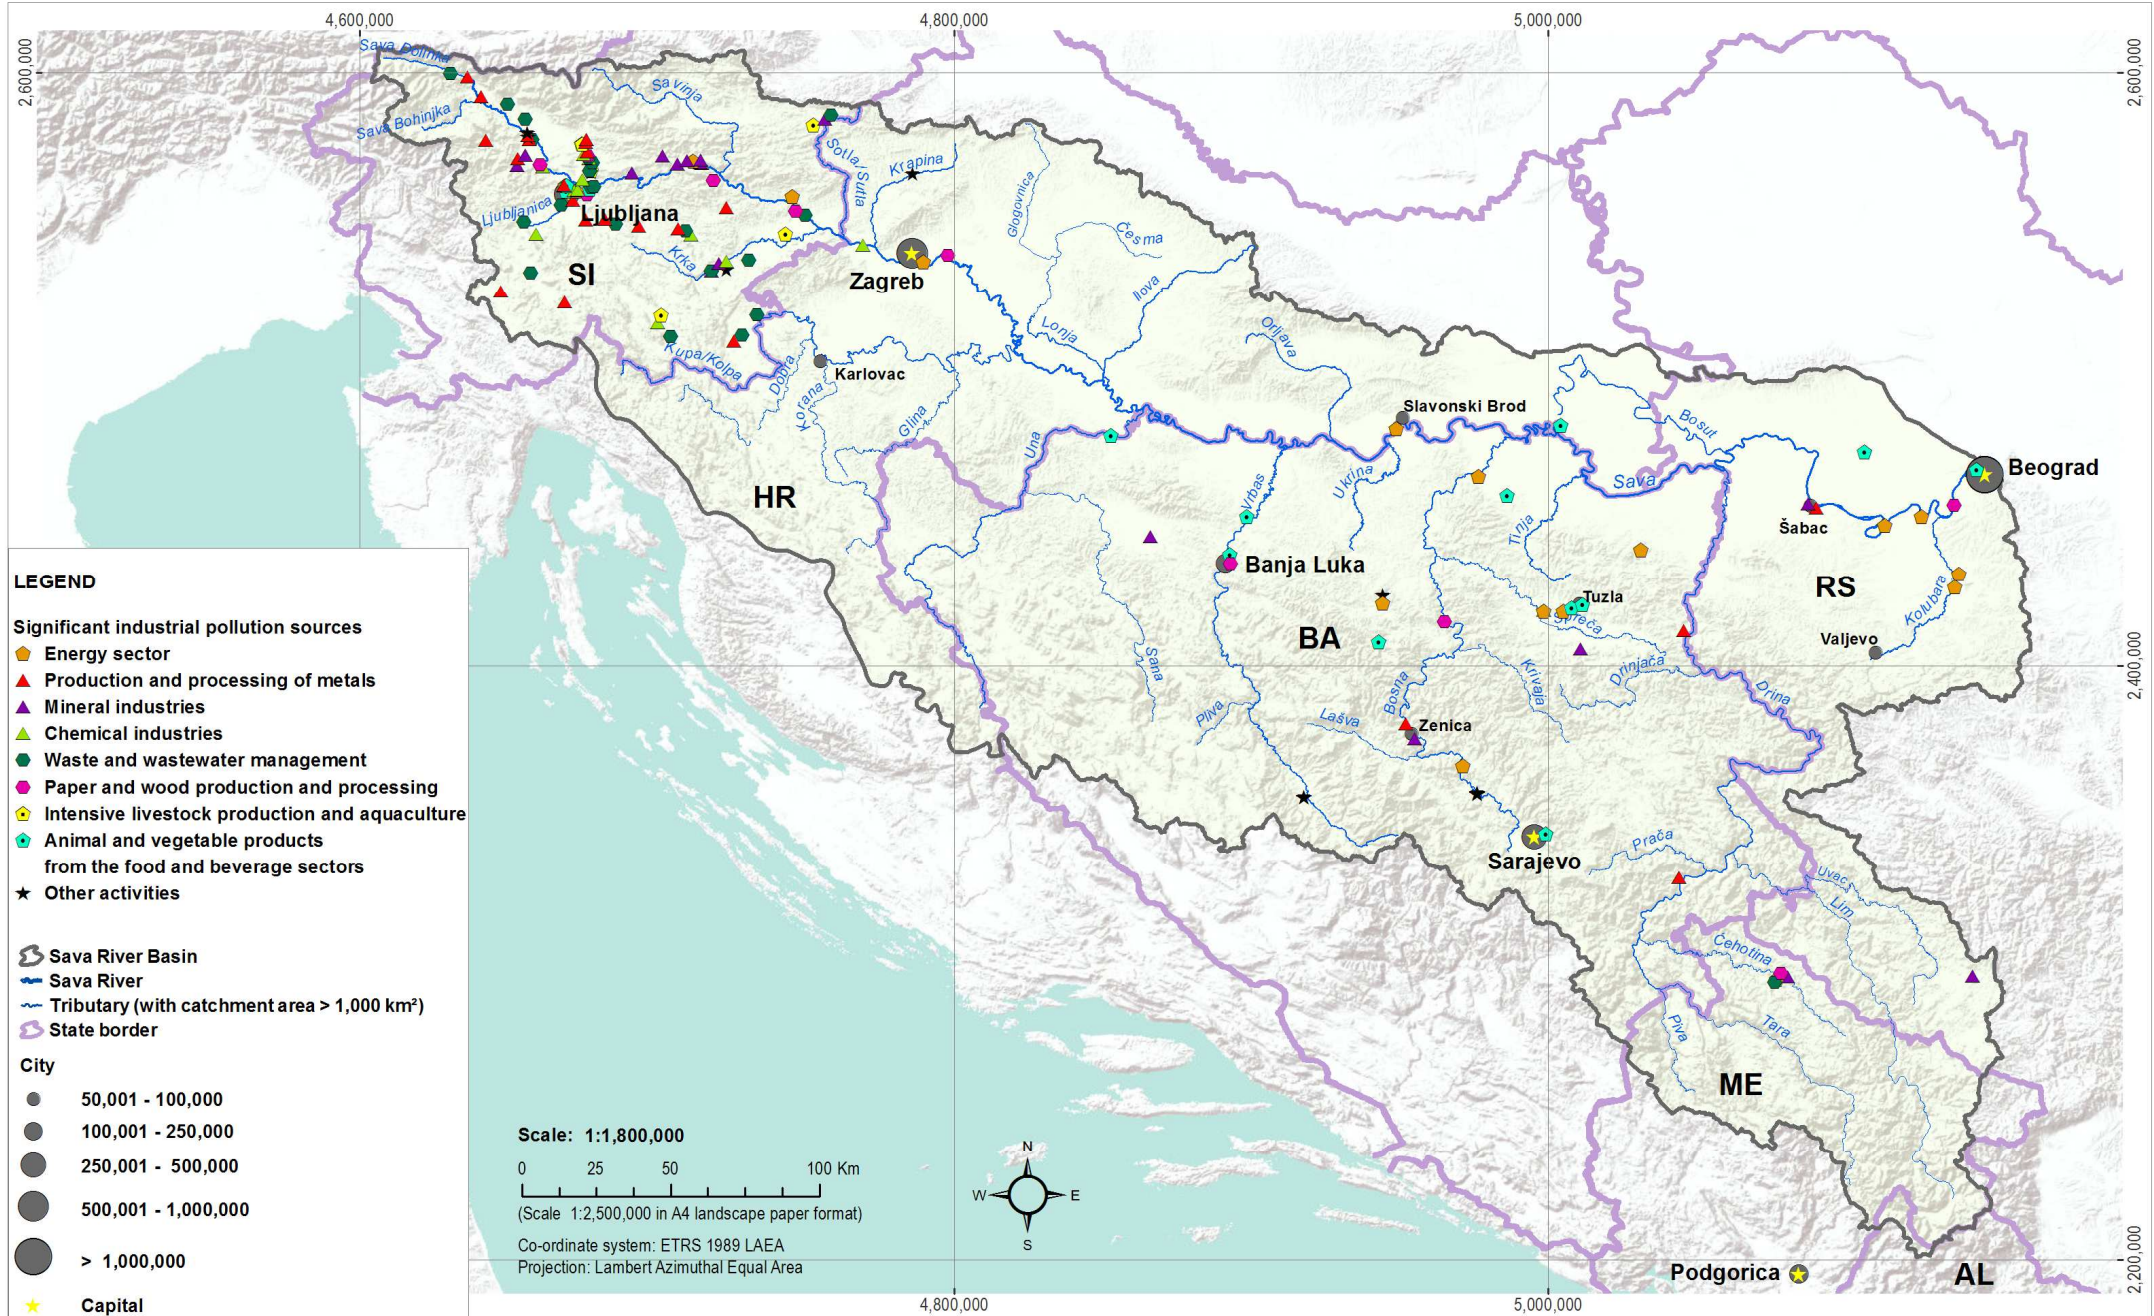 4,600,000
4,800,000
5,000,000
2,600,000
2,600,000
Sava Dolinka
Sava Bohinjka
Savinja
Sotla/Sutla
Krapina
Glogovnica
Česma
Ljubljanica
Ljubljana
Krka
SI
Zagreb
Ilova
Lonja
Orljava
Kupa/Kolpa
Dobra
Karlovac
Korana
Glina
Slavonski Brod
Bosut
Una
HR
Vrbas
Ukrina
Sava
Beograd
Tinja
Šabac
Banja Luka
RS
Tuzla
Spreča
Kolubara
BA
Valjevo
Sana
Krivaja
Drinjača
2,400,000
Drina
Bosna
Pliva
Lašva
Zenica
Prača
Sarajevo
Uvac
Lim
Ćehotina
Piva
Tara
ME
Podgorica
AL
2,200,000
LEGEND
Significant industrial pollution sources
Energy sector
Production and processing of metals
Mineral industries
Chemical industries
Waste and wastewater management
Paper and wood production and processing
Intensive livestock production and aquaculture
Animal and vegetable products
from the food and beverage sectors
Other activities
Sava River Basin
Sava River
Tributary (with catchment area > 1,000 km²)
State border
City
50,001 - 100,000
100,001 - 250,000
250,001 - 500,000
500,001 - 1,000,000
> 1,000,000
Capital
Scale: 1:1,800,000
0 25 50 100 Km
(Scale 1:2,500,000 in A4 landscape paper format)
Co-ordinate system: ETRS 1989 LAEA
Projection: Lambert Azimuthal Equal Area
N
W E
S
4,800,000
5,000,000